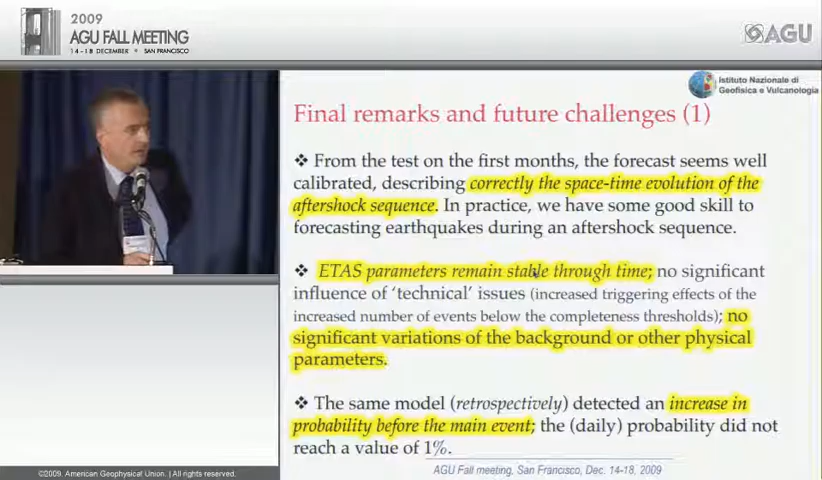 2009
AGU FALL MEETING
14-18 DECEMBER • SAN FRANCISCO
AGU
Istituto Nazionale di
Geofisica e Vulcanologia
Final remarks and future challenges (1)
❖ From the test on the first months, the forecast seems well
calibrated, describing correctly the space-time evolution of the
aftershock sequence. In practice, we have some good skill to
forecasting earthquakes during an aftershock sequence.
❖ ETAS parameters remain stable through time; no significant
influence of 'technical' issues (increased triggering effects of the
increased number of events below the completeness thresholds); no
significant variations of the background or other physical
parameters.
❖ The same model (retrospectively) detected an increase in
probability before the main event; the (daily) probability did not
reach a value of 1%.
AGU Fall meeting, San Francisco, Dec. 14-18, 2009
©2009. American Geophysical Union. | All rights reserved.